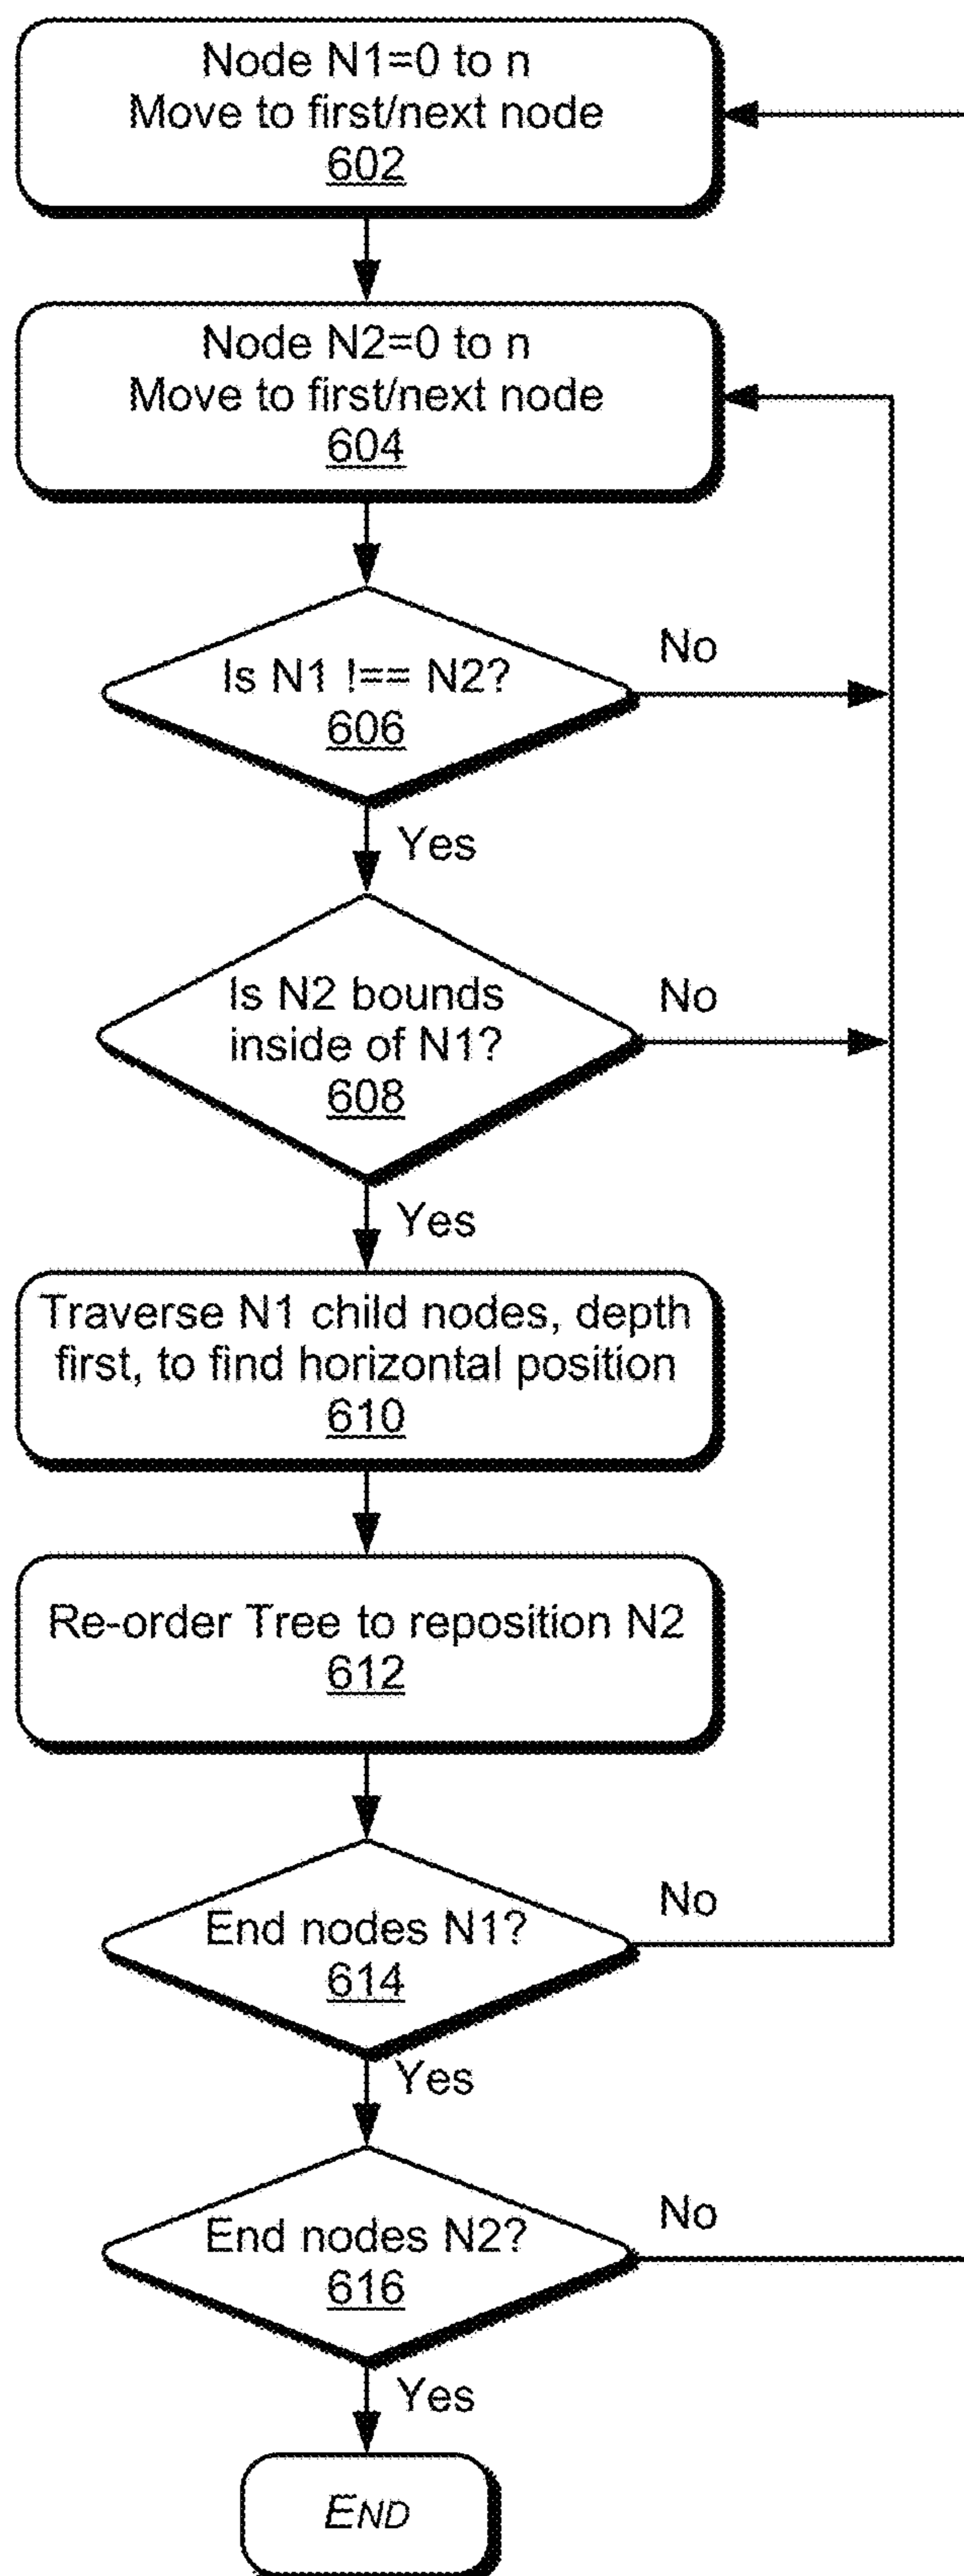 Node N1=0 to n
Move to first/next node
602
Node N2=0 to n
Move to first/next node
604
Is N1 !== N2?
606
No
Yes
Is N2 bounds
inside of N1?
608
No
Yes
Traverse N1 child nodes, depth
first, to find horizontal position
610
Re-order Tree to reposition N2
612
End nodes N1?
614
No
Yes
End nodes N2?
616
No
Yes
END